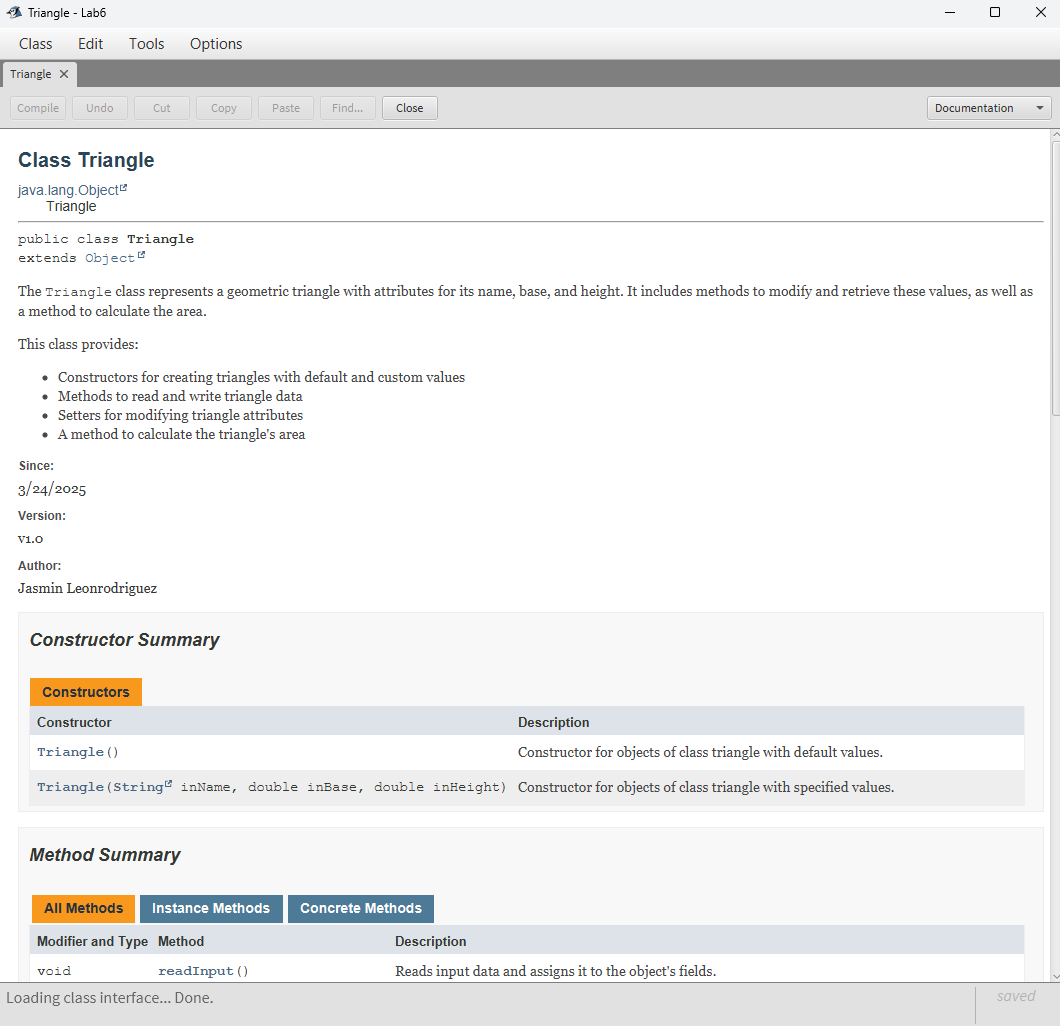 Triangle - Lab6
Class Edit Tools Options
Triangle
Compile Undo Cut Copy Paste Find... Close Documentation
Class Triangle
java.lang.Object
Triangle
public class Triangle
extends Object
The Triangle class represents a geometric triangle with attributes for its name, base, and height. It includes methods to modify and retrieve these values, as well as
a method to calculate the area.
This class provides:
• Constructors for creating triangles with default and custom values
• Methods to read and write triangle data
• Setters for modifying triangle attributes
• A method to calculate the triangle's area
Since:
3/24/2025
Version:
v1.0
Author:
Jasmin Leonrodriguez
Constructor Summary
Constructors
Constructor Description
Triangle() Constructor for objects of class triangle with default values.
Triangle(String inName, double inBase, double inHeight) Constructor for objects of class triangle with specified values.
Method Summary
All Methods Instance Methods Concrete Methods
Modifier and Type Method Description
void readInput() Reads input data and assigns it to the object's fields.
Loading class interface... Done. saved